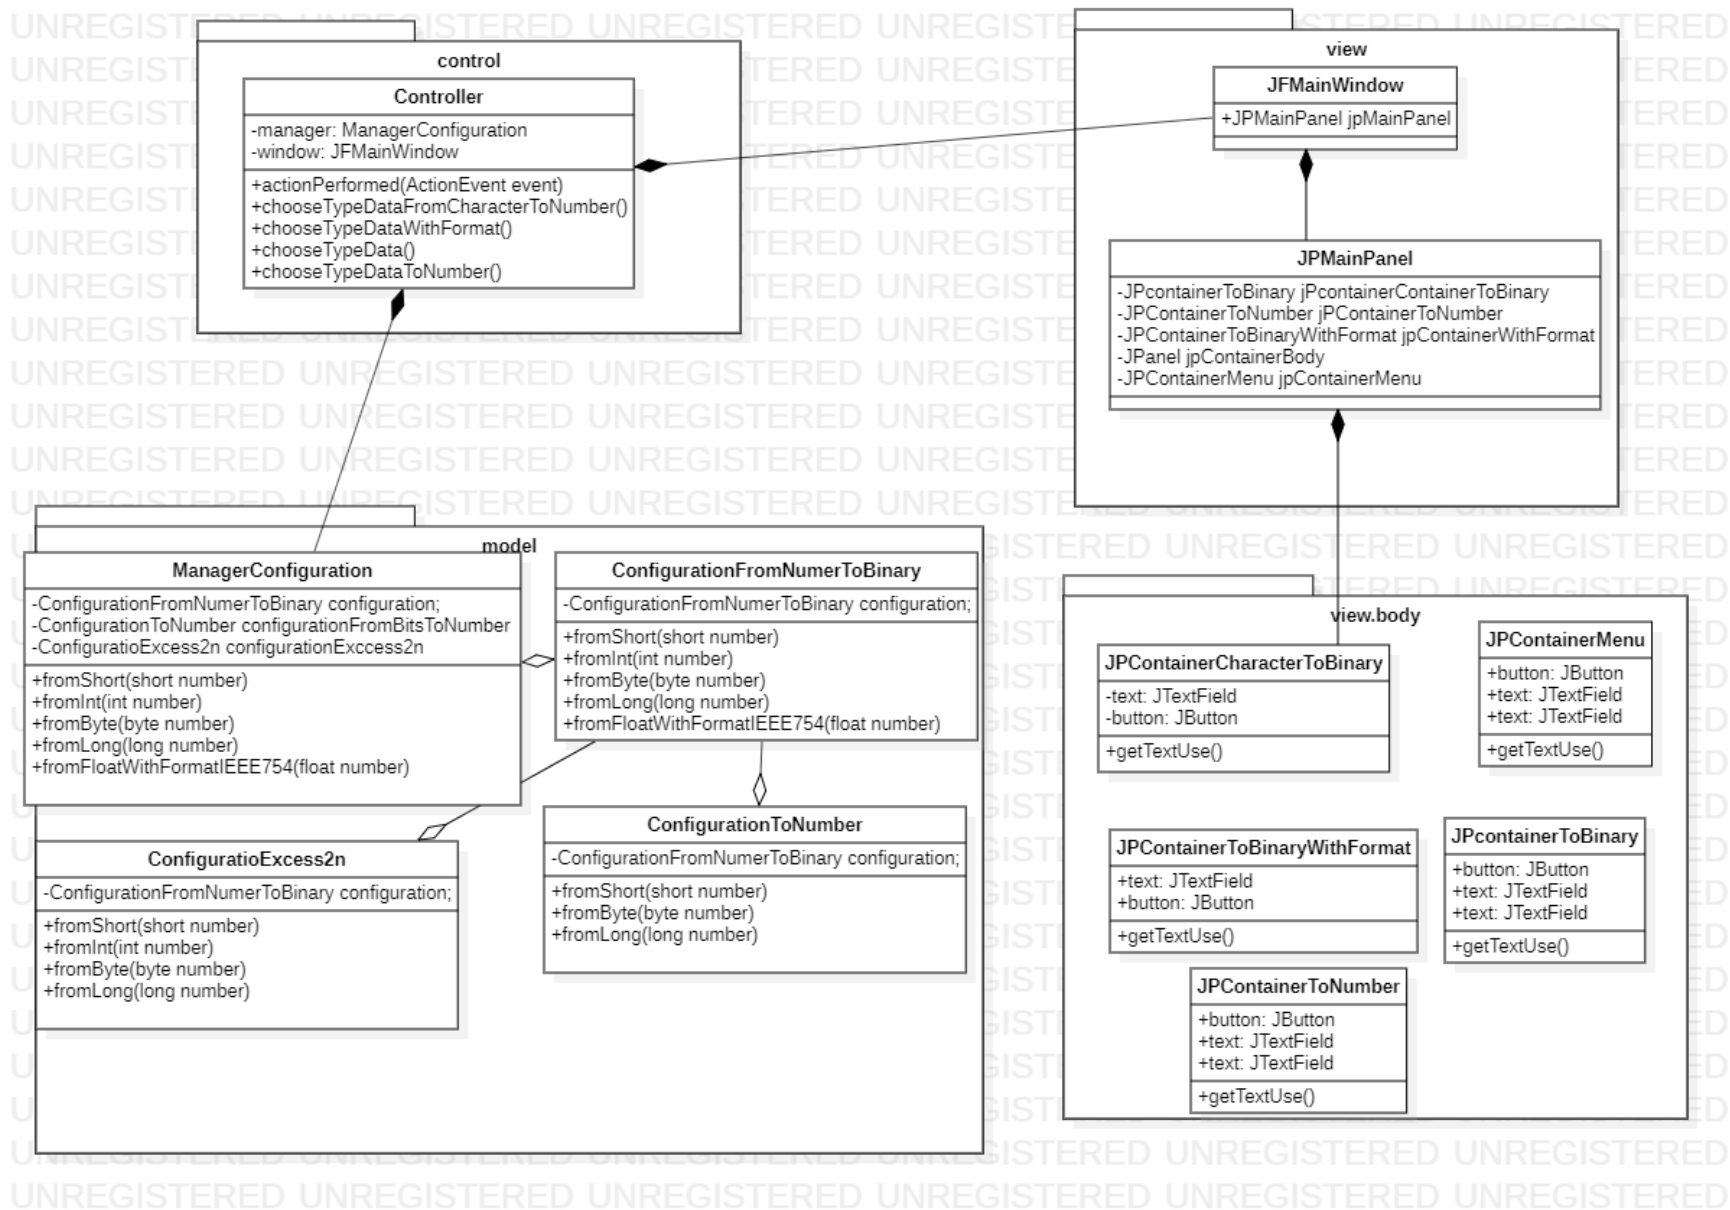 control
Controller
-manager: ManagerConfiguration
-window: JFMainWindow
+actionPerformed(ActionEvent event)
+chooseTypeDataFromCharacterToNumber()
+chooseTypeDataWithFormat()
+chooseTypeData()
+chooseTypeDataToNumber()
view
JFMainWindow
+JPMainPanel jpMainPanel
JPMainPanel
-JPcontainerToBinary jPcontainerContainerToBinary
-JPContainerToNumber jPContainerToNumber
-JPContainerToBinaryWithFormat jpContainerWithFormat
-JPanel jpContainerBody
-JPContainerMenu jpContainerMenu
model
ManagerConfiguration
-ConfigurationFromNumerToBinary configuration;
-ConfigurationToNumber configurationFromBitsToNumber
-ConfiguratioExcess2n configurationExccess2n
+fromShort(short number)
+fromInt(int number)
+fromByte(byte number)
+fromLong(long number)
+fromFloatWithFormatIEEE754(float number)
ConfigurationFromNumerToBinary
-ConfigurationFromNumerToBinary configuration;
+fromShort(short number)
+fromInt(int number)
+fromByte(byte number)
+fromLong(long number)
+fromFloatWithFormatIEEE754(float number)
ConfiguratioExcess2n
-ConfigurationFromNumerToBinary configuration;
+fromShort(short number)
+fromInt(int number)
+fromByte(byte number)
+fromLong(long number)
ConfigurationToNumber
-ConfigurationFromNumerToBinary configuration;
+fromShort(short number)
+fromByte(byte number)
+fromLong(long number)
view.body
JPContainerCharacterToBinary
-text: JTextField
-button: JButton
+getTextUse()
JPContainerMenu
+button: JButton
+text: JTextField
+text: JTextField
+getTextUse()
JPContainerToBinaryWithFormat
+text: JTextField
+button: JButton
+getTextUse()
JPcontainerToBinary
+button: JButton
+text: JTextField
+text: JTextField
+getTextUse()
JPContainerToNumber
+button: JButton
+text: JTextField
+text: JTextField
+getTextUse()
UNREGISTERED UNREGISTERED UNREGISTERED UNREGISTERED UNREGISTERED UNREGISTERED